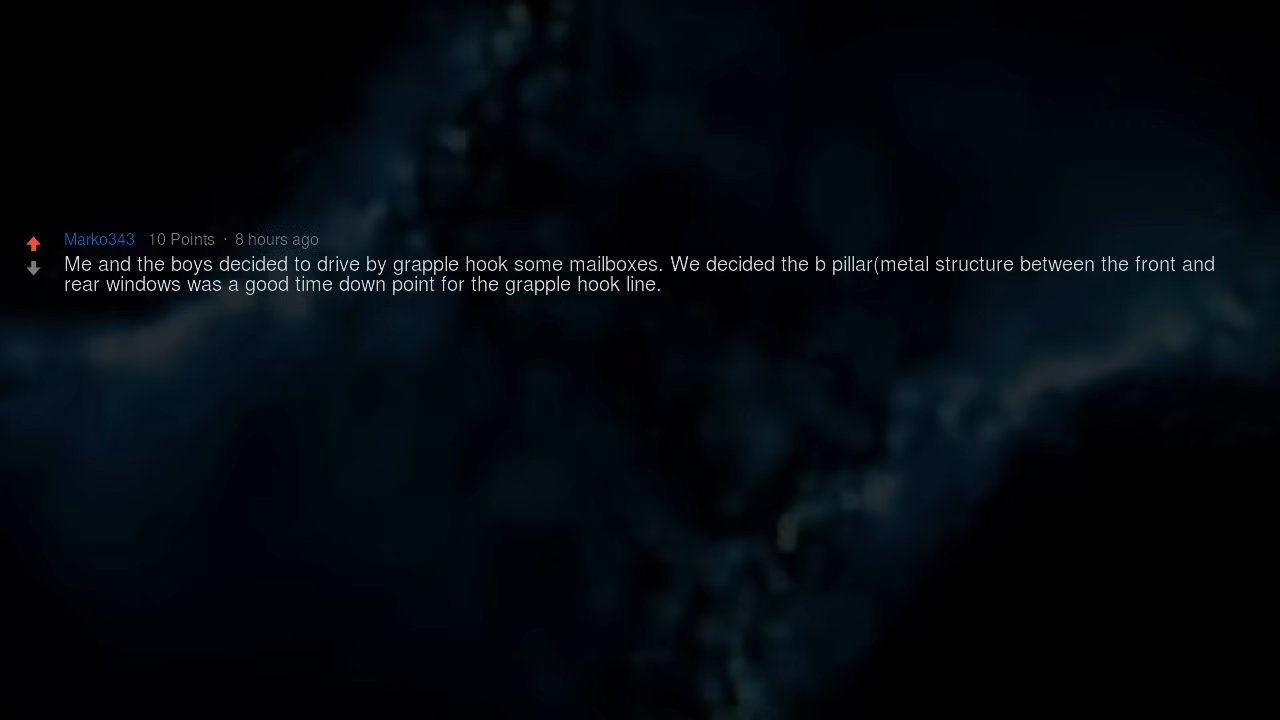 Marko343 10 Points · 8 hours ago
Me and the boys decided to drive by grapple hook some mailboxes. We decided the b pillar(metal structure between the front and
rear windows was a good time down point for the grapple hook line.